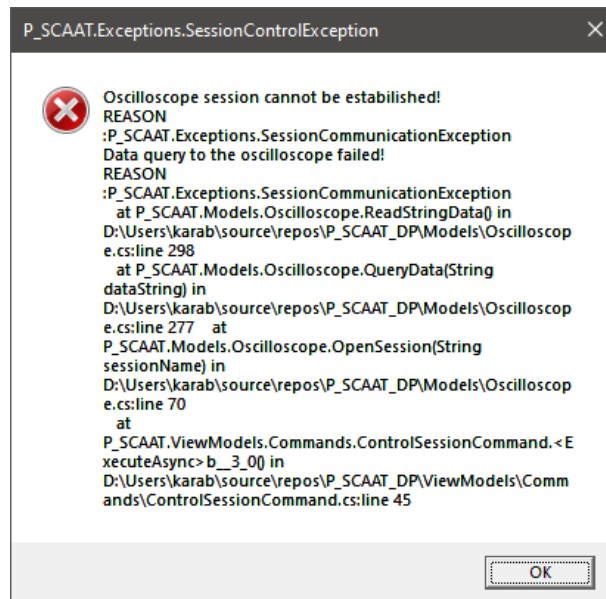 P_SCAAT.Exceptions.SessionControlException
Oscilloscope session cannot be estabilished!
REASON
:P_SCAAT.Exceptions.SessionCommunicationException
Data query to the oscilloscope failed!
REASON
:P_SCAAT.Exceptions.SessionCommunicationException
at P_SCAAT.Models.Oscilloscope.ReadStringData() in
D:\Users\karab\source\repos\P_SCAAT_DP\Models\Oscilloscop
e.cs:line 298
at P_SCAAT.Models.Oscilloscope.QueryData(String
dataString) in
D:\Users\karab\source\repos\P_SCAAT_DP\Models\Oscilloscop
e.cs:line 277 at
P_SCAAT.Models.Oscilloscope.OpenSession(String
sessionName) in
D:\Users\karab\source\repos\P_SCAAT_DP\Models\Oscilloscop
e.cs:line 70
at
P_SCAAT.ViewModels.Commands.ControlSessionCommand.<E
xecuteAsync>b__3_0() in
D:\Users\karab\source\repos\P_SCAAT_DP\ViewModels\Comm
ands\ControlSessionCommand.cs:line 45
OK